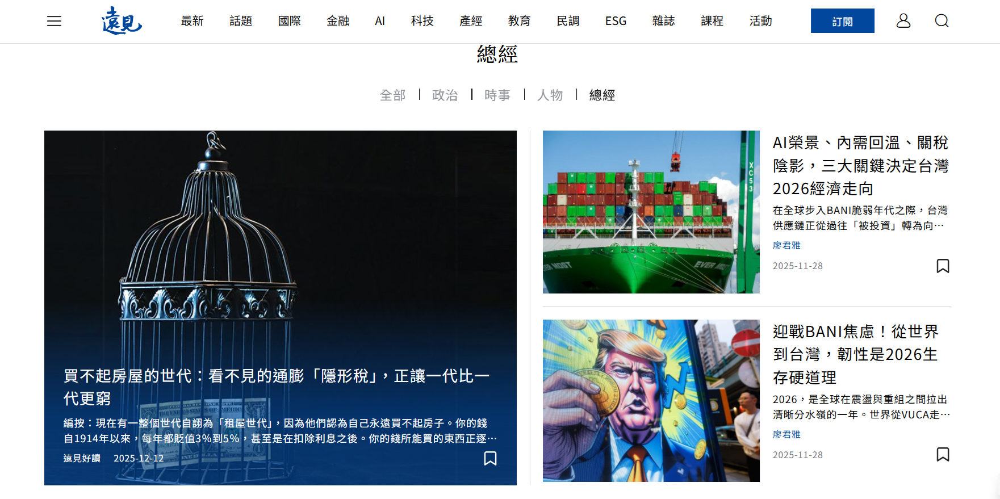 遠見
最新 話題 國際 金融 AI 科技 產經 教育 民調 ESG 雜誌 課程 活動
訂閱
總經
全部 | 政治 | 時事 | 人物 | 總經
買不起房屋的世代：看不見的通膨「隱形稅」，正讓一代比一
代更窮
編按：現在有一整個世代自詡為「租屋世代」，因為他們認為自己永遠買不起房子。你的錢
自1914年以來，每年都貶值3%到5%，甚至是在扣除利息之後。你的錢所能買的東西正逐…
遠見好讀 2025-12-12
XC53
EVER MOST
AI榮景、內需回溫、關稅
陰影，三大關鍵決定台灣
2026經濟走向
在全球步入BANI脆弱年代之際，台灣
供應鏈正從過往「被投資」轉為向…
廖君雅
2025-11-28
迎戰BANI焦慮！從世界
到台灣，韌性是2026生
存硬道理
2026，是全球在震盪與重組之間拉出
清晰分水嶺的一年。世界從VUCA走…
廖君雅
2025-11-28